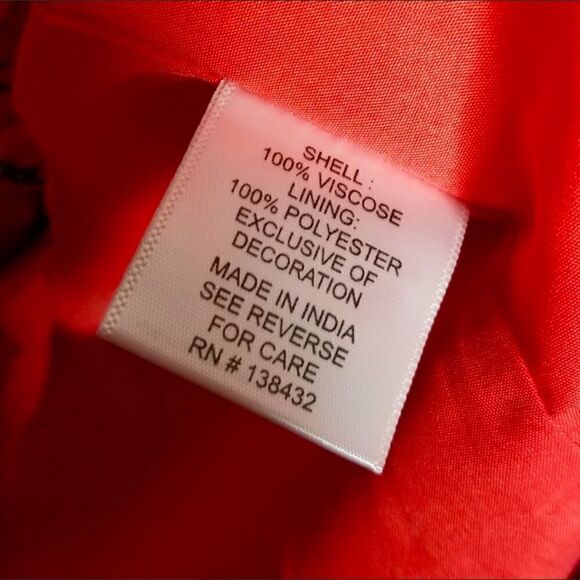 SHELL :
100% VISCOSE
LINING:
100% POLYESTER
EXCLUSIVE OF
DECORATION
MADE IN INDIA
SEE REVERSE
FOR CARE
RN # 138432